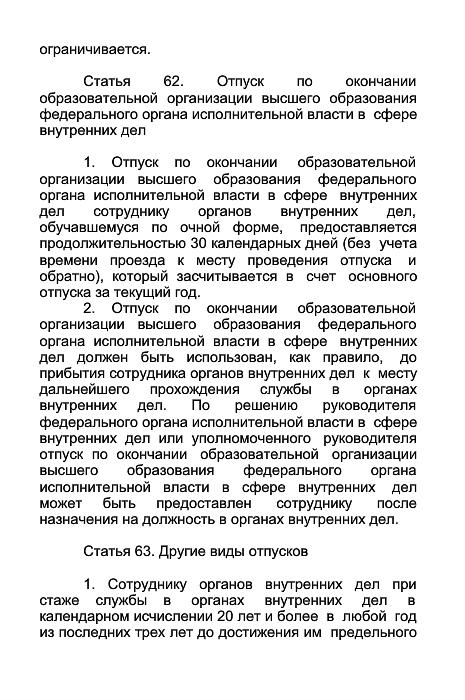 ограничивается.
Статья 62. Отпуск по окончании
образовательной организации высшего образования
федерального органа исполнительной власти в сфере
внутренних дел
1. Отпуск по окончании образовательной
организации высшего образования федерального
органа исполнительной власти в сфере внутренних
дел сотруднику органов внутренних дел,
обучавшемуся по очной форме, предоставляется
продолжительностью 30 календарных дней (без учета
времени проезда к месту проведения отпуска и
обратно), который засчитывается в счет основного
отпуска за текущий год.
2. Отпуск по окончании образовательной
организации высшего образования федерального
органа исполнительной власти в сфере внутренних
дел должен быть использован, как правило, до
прибытия сотрудника органов внутренних дел к месту
дальнейшего прохождения службы в органах
внутренних дел. По решению руководителя
федерального органа исполнительной власти в сфере
внутренних дел или уполномоченного руководителя
отпуск по окончании образовательной организации
высшего образования федерального органа
исполнительной власти в сфере внутренних дел
может быть предоставлен сотруднику после
назначения на должность в органах внутренних дел.
Статья 63. Другие виды отпусков
1. Сотруднику органов внутренних дел при
стаже службы в органах внутренних дел в
календарном исчислении 20 лет и более в любой год
из последних трех лет до достижения им предельного